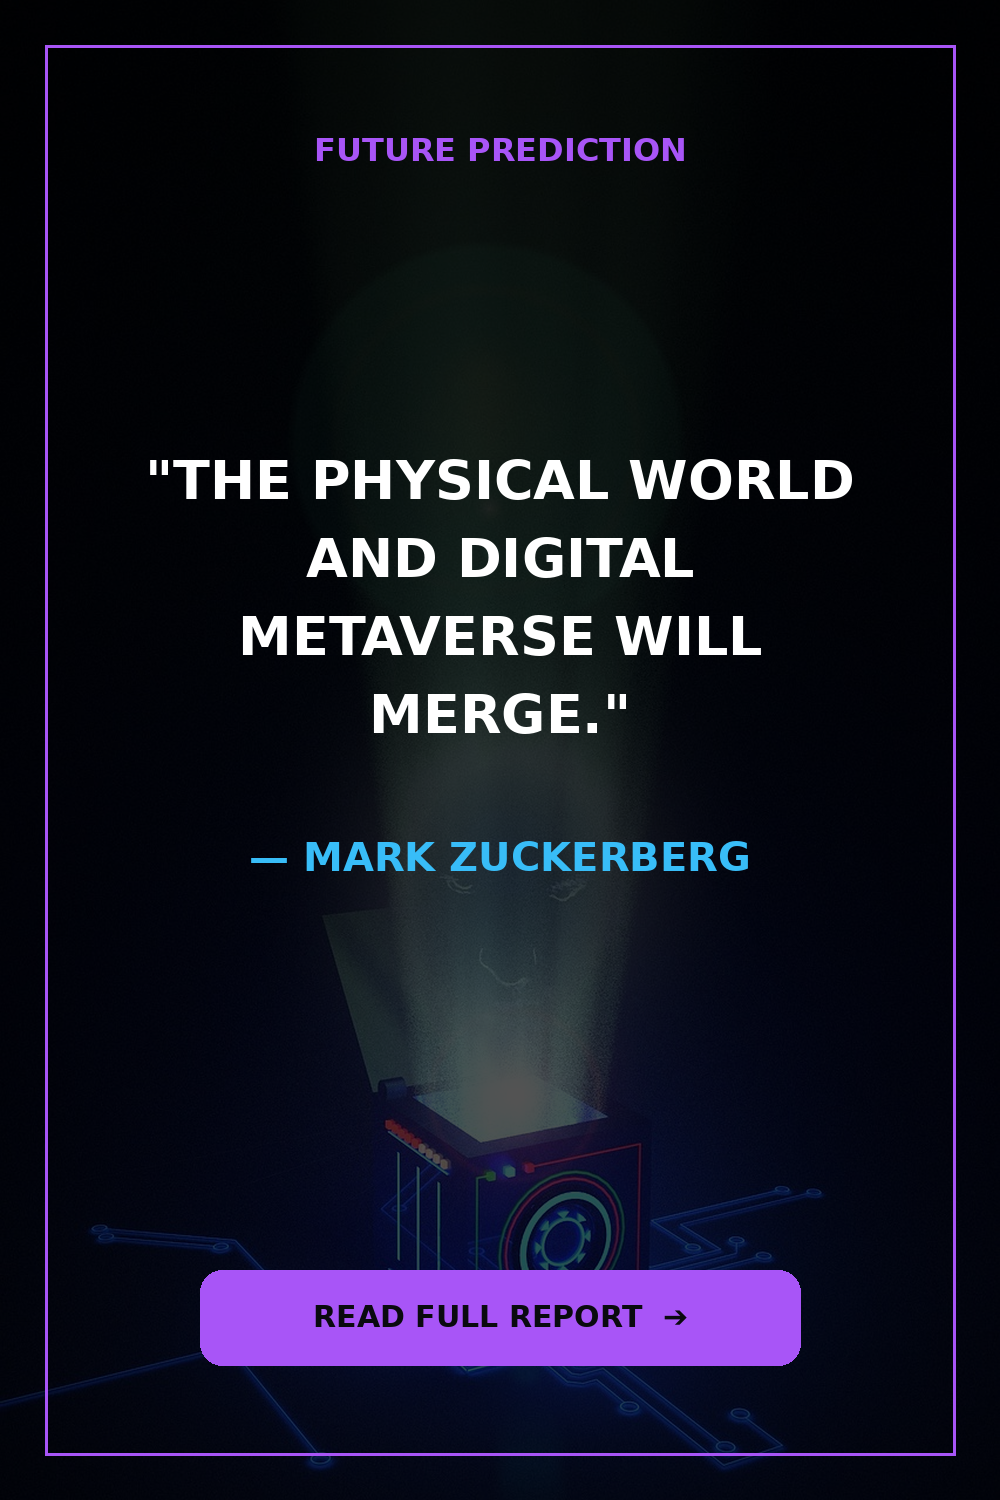 FUTURE PREDICTION
"THE PHYSICAL WORLD
AND DIGITAL
METAVERSE WILL
MERGE."
— MARK ZUCKERBERG
READ FULL REPORT ➔